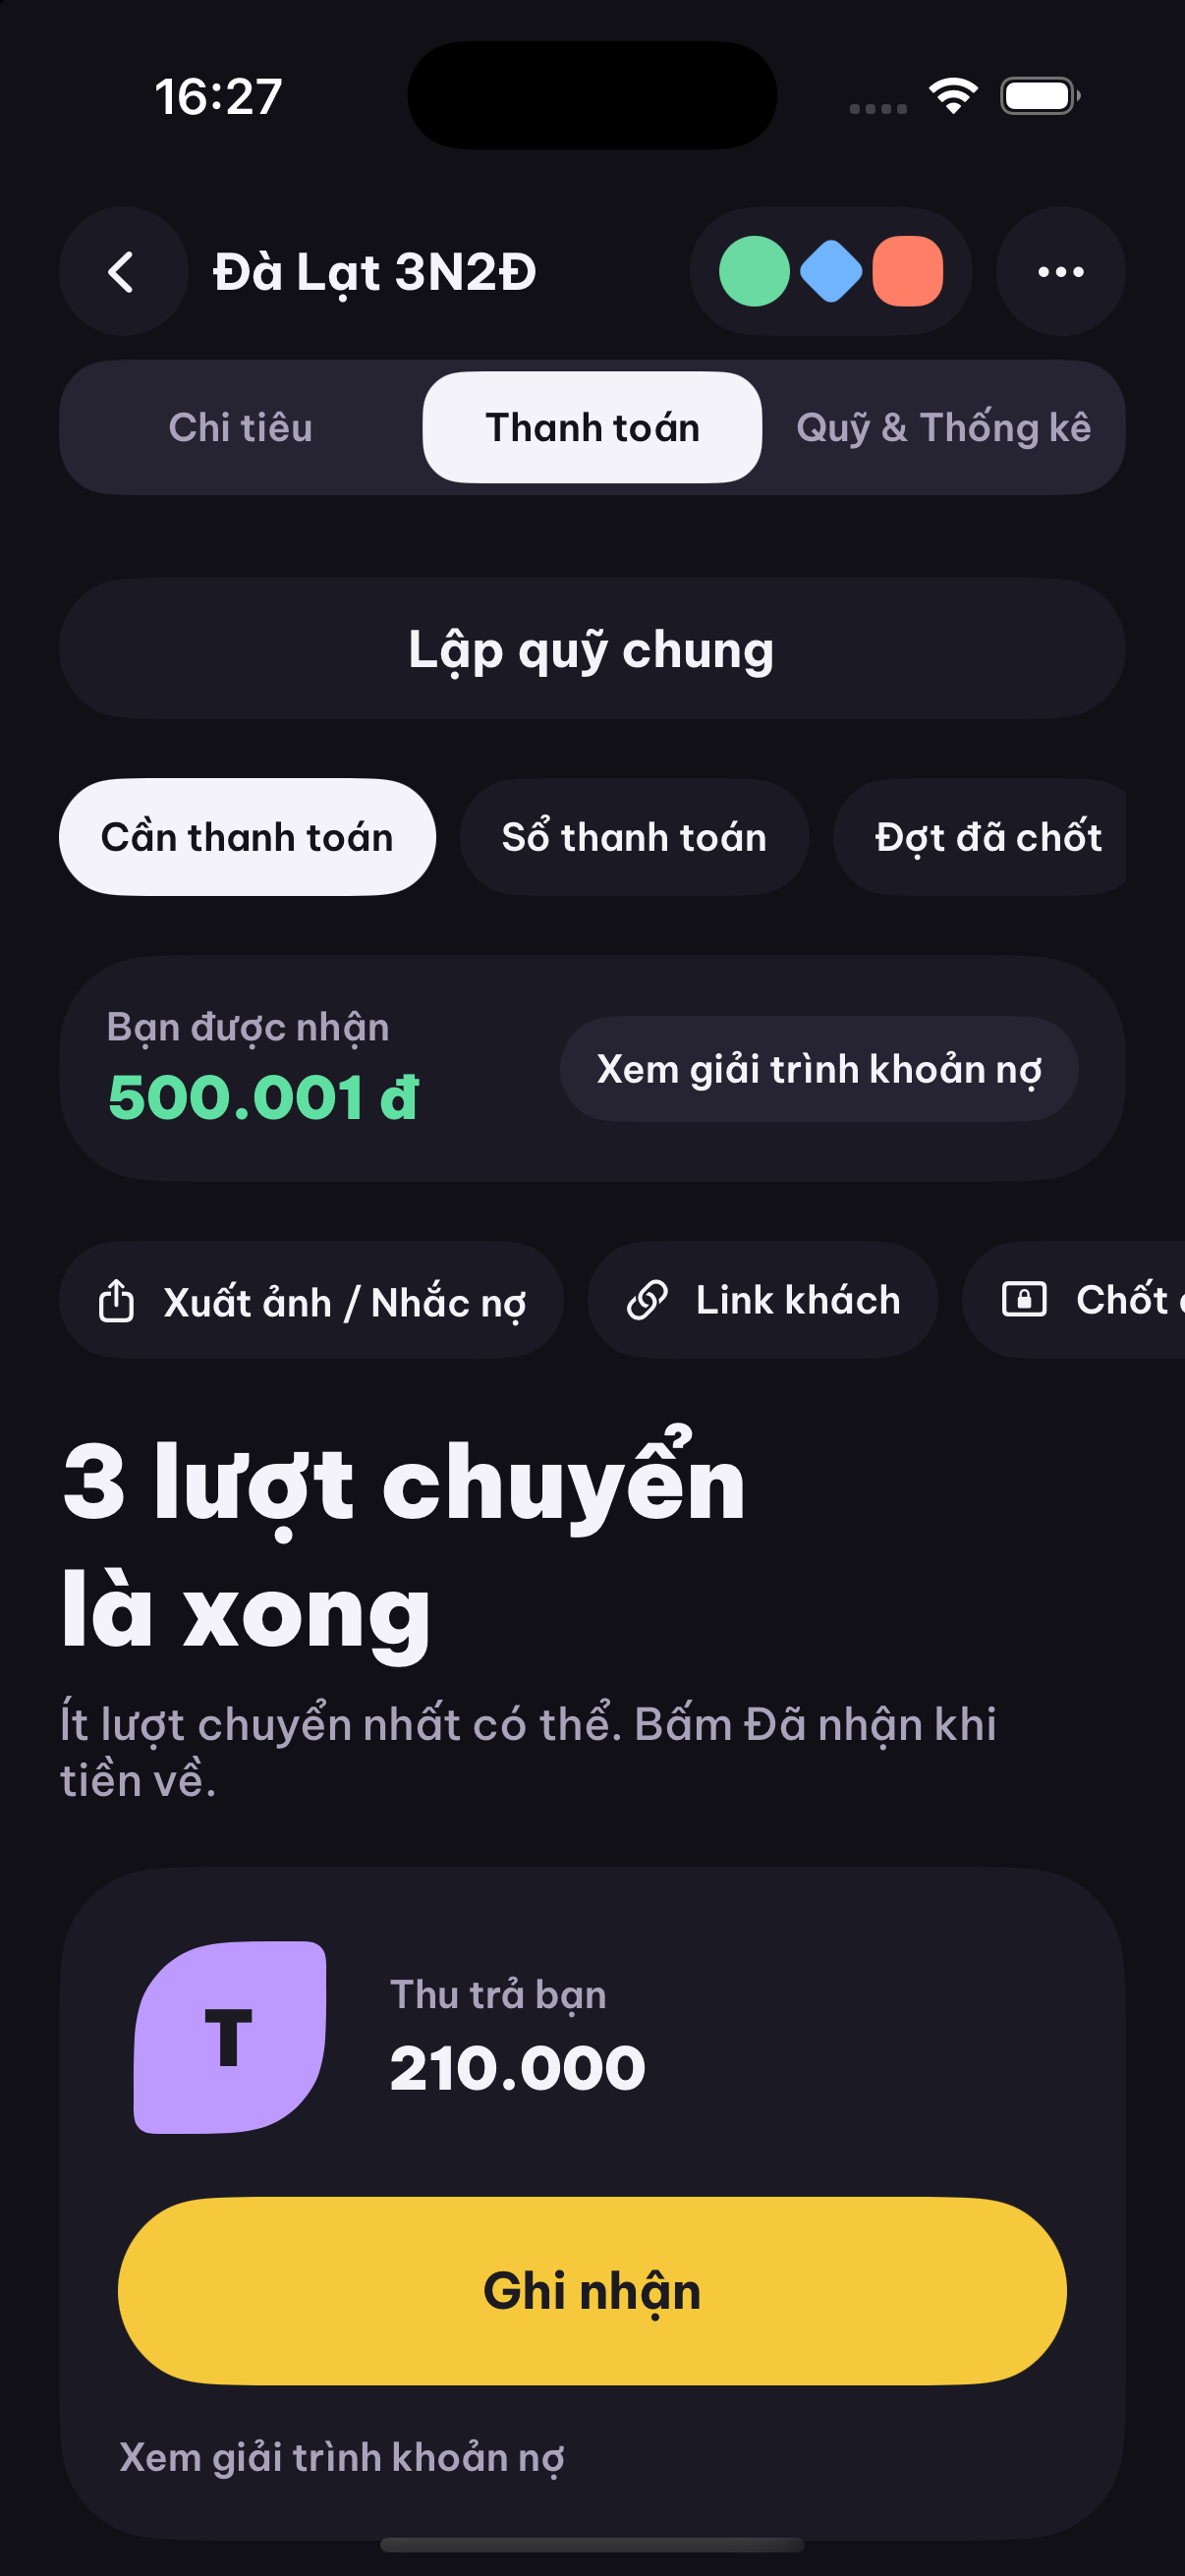 16:27
Đà Lạt 3N2Đ
Chi tiêu
Thanh toán
Quỹ & Thống kê
Lập quỹ chung
Cần thanh toán
Sổ thanh toán
Đợt đã chốt
Bạn được nhận
500.001 đ
Xem giải trình khoản nợ
Xuất ảnh / Nhắc nợ
Link khách
Chốt
3 lượt chuyển
là xong
Ít lượt chuyển nhất có thể. Bấm Đã nhận khi
tiền về.
T
Thu trả bạn
210.000
Ghi nhận
Xem giải trình khoản nợ